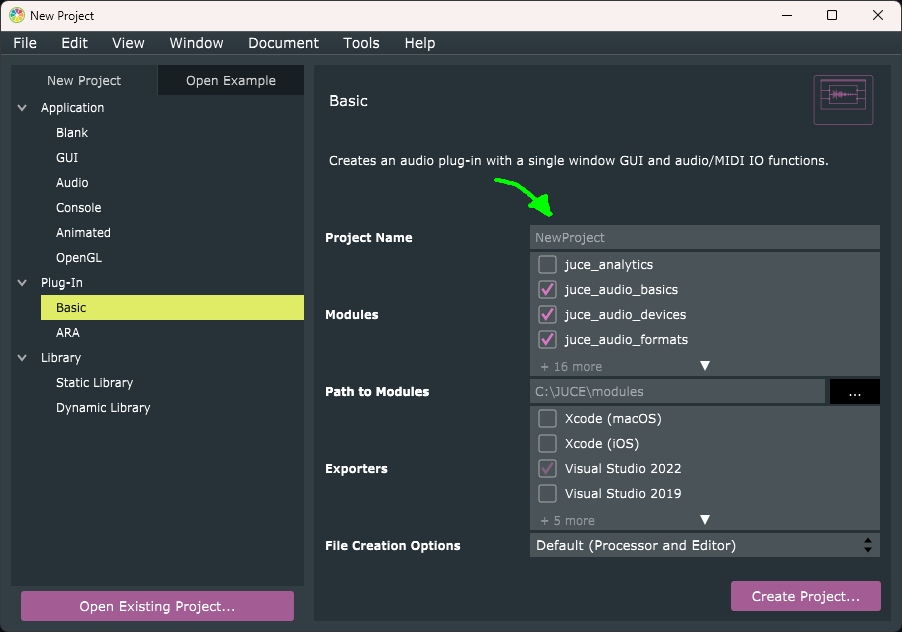 New Project
File Edit View Window Document Tools Help
New Project Open Example
Application
Blank
GUI
Audio
Console
Animated
OpenGL
Plug-In
Basic
ARA
Library
Static Library
Dynamic Library
Open Existing Project...
Basic
Creates an audio plug-in with a single window GUI and audio/MIDI IO functions.
Project Name NewProject
Modules
juce_analytics
juce_audio_basics
juce_audio_devices
juce_audio_formats
+ 16 more
Path to Modules C:\JUCE\modules ...
Exporters
Xcode (macOS)
Xcode (iOS)
Visual Studio 2022
Visual Studio 2019
+ 5 more
File Creation Options Default (Processor and Editor)
Create Project...